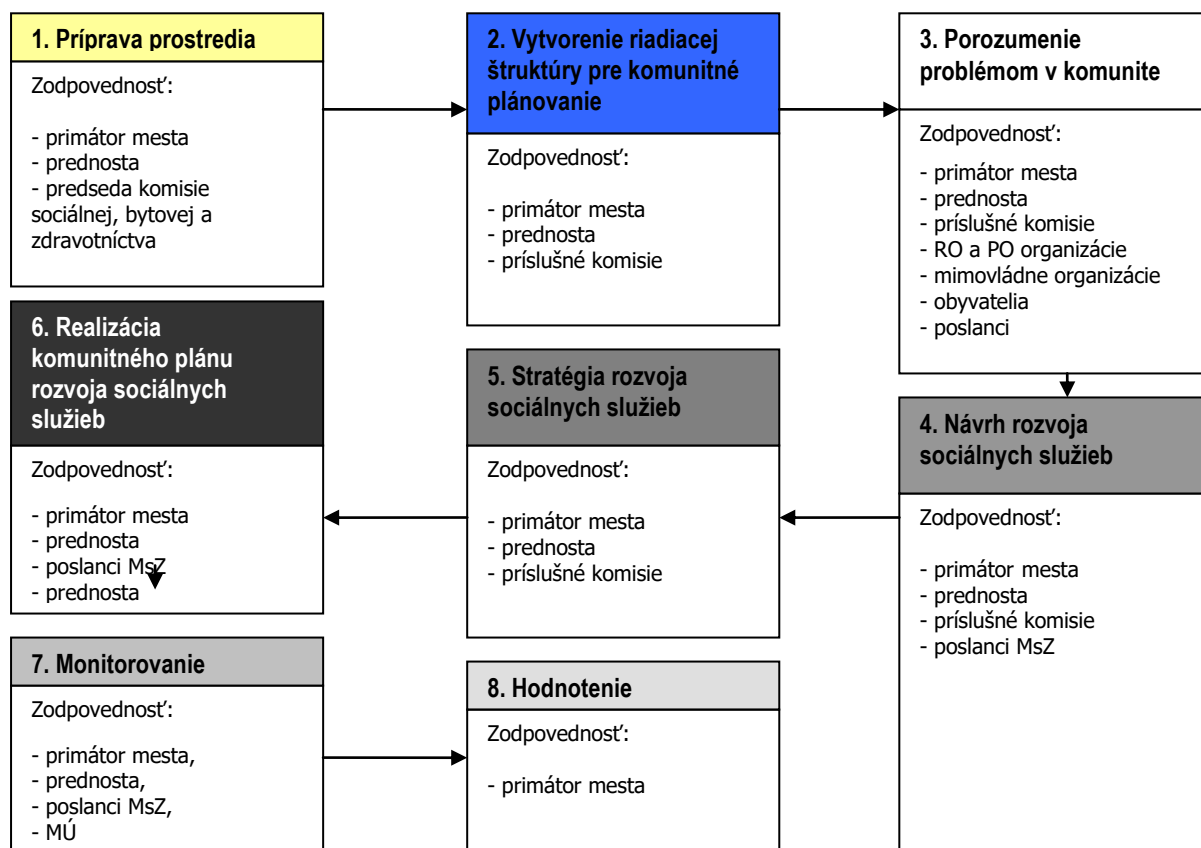 1. Príprava prostredia
Zodpovednosť:
- primátor mesta
- prednosta
- predseda komisie
sociálnej, bytovej a
zdravotníctva
2. Vytvorenie riadiacej
štruktúry pre komunitné
plánovanie
Zodpovednosť:
- primátor mesta
- prednosta
- príslušné komisie
3. Porozumenie
problémom v komunite
Zodpovednosť:
- primátor mesta
- prednosta
- príslušné komisie
- RO a PO organizácie
- mimovládne organizácie
- obyvatelia
- poslanci
4. Návrh rozvoja
sociálnych služieb
Zodpovednosť:
- primátor mesta
- prednosta
- príslušné komisie
- poslanci MsZ
5. Stratégia rozvoja
sociálnych služieb
Zodpovednosť:
- primátor mesta
- prednosta
- príslušné komisie
6. Realizácia
komunitného plánu
rozvoja sociálnych
služieb
Zodpovednosť:
- primátor mesta
- prednosta
- poslanci MsZ
- prednosta
7. Monitorovanie
Zodpovednosť:
- primátor mesta,
- prednosta,
- poslanci MsZ,
- MÚ
8. Hodnotenie
Zodpovednosť:
- primátor mesta